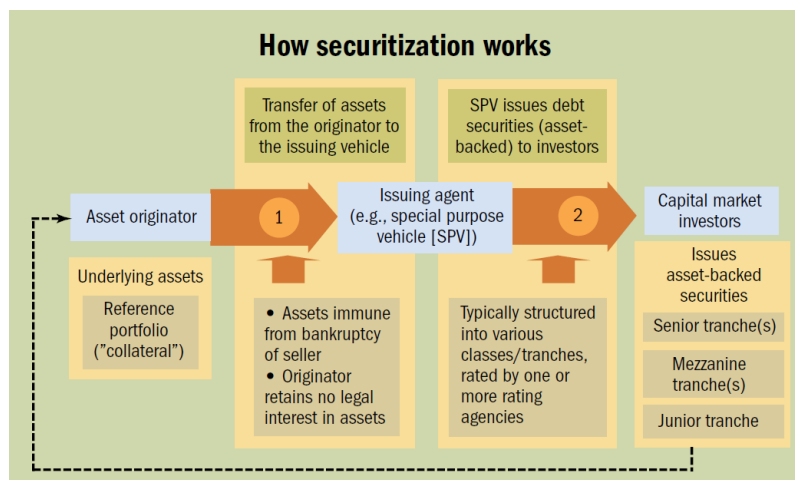 How securitization works
Transfer of assets
from the originator to
the issuing vehicle
SPV issues debt
securities (asset-
backed) to investors
Asset originator
1
Issuing agent
(e.g., special purpose
vehicle [SPV])
2
Capital market
investors
Underlying assets
Reference
portfolio
(”collateral”)
• Assets immune
from bankruptcy
of seller
• Originator
retains no legal
interest in assets
Typically structured
into various
classes/tranches,
rated by one or
more rating
agencies
Issues
asset-backed
securities
Senior tranche(s)
Mezzanine
tranche(s)
Junior tranche